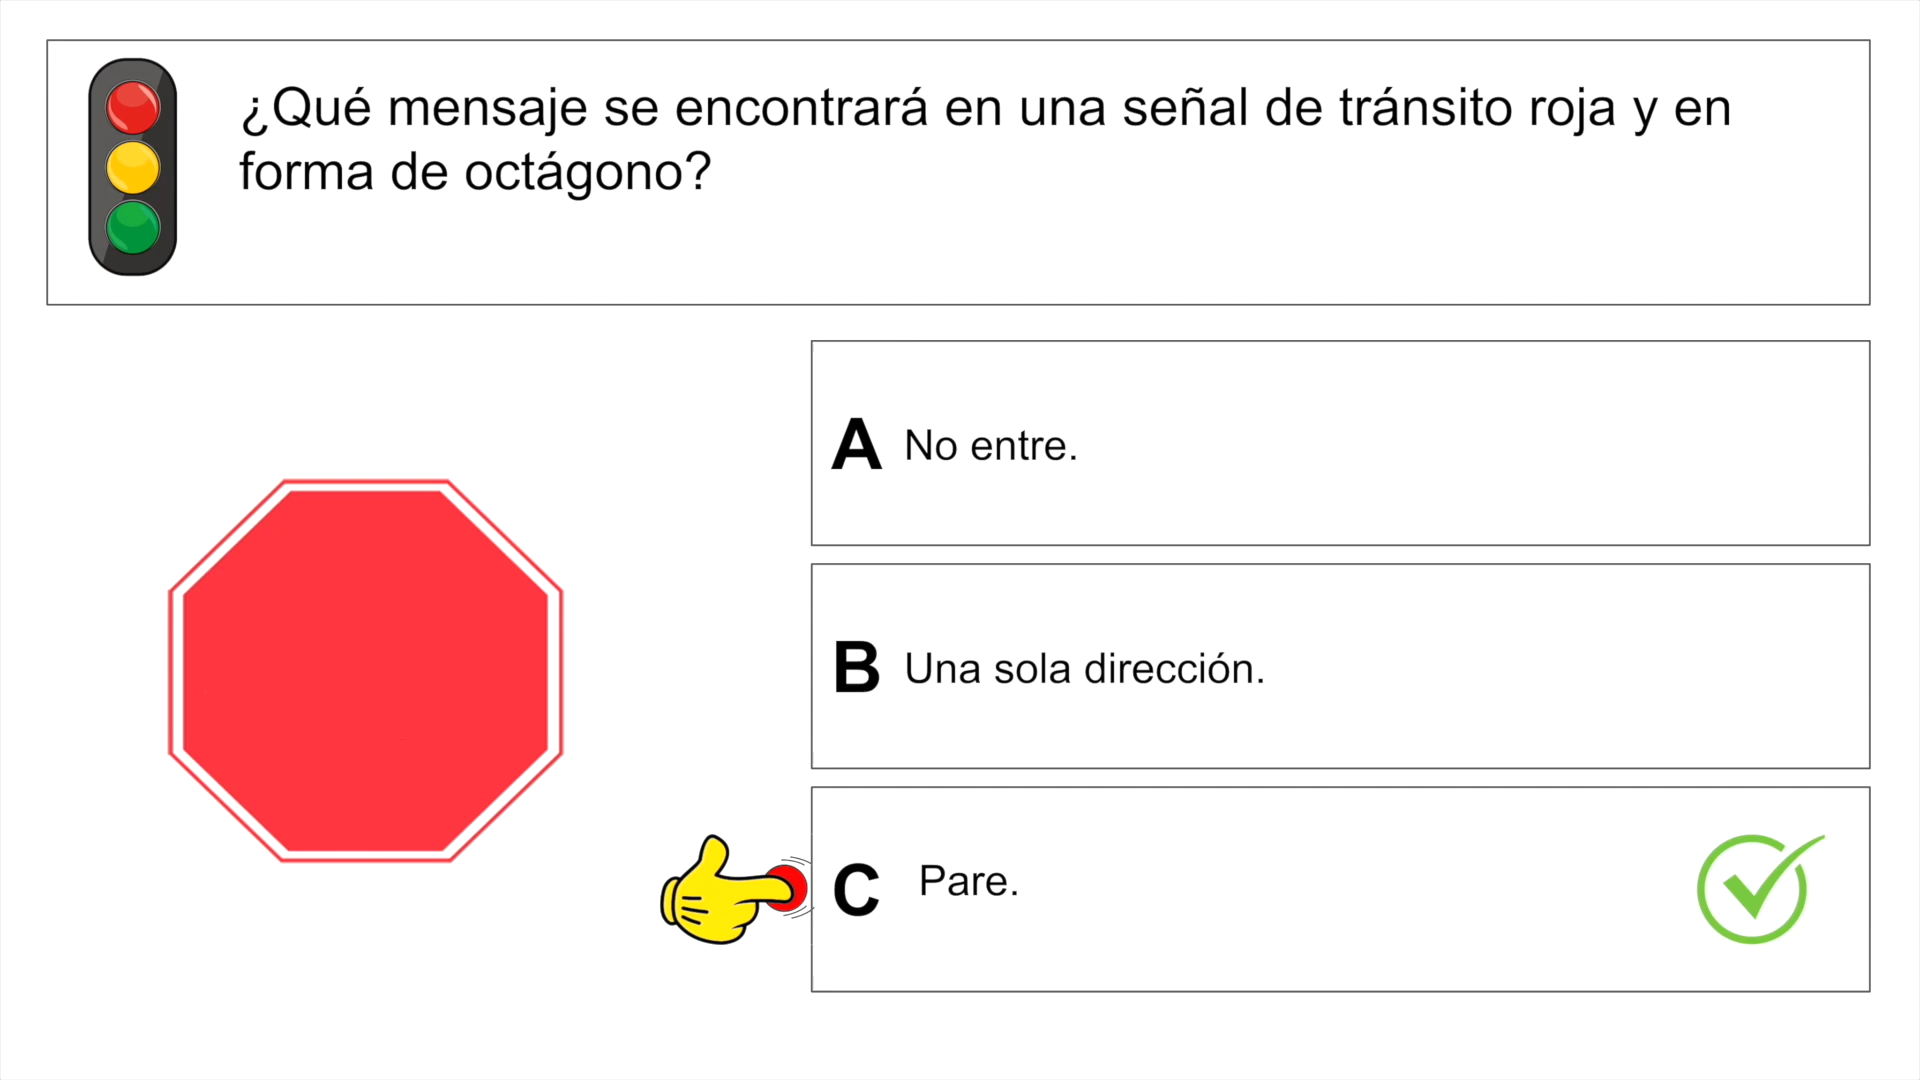 ¿Qué mensaje se encontrará en una señal de tránsito roja y en
forma de octágono?
A No entre.
B Una sola dirección.
C Pare.